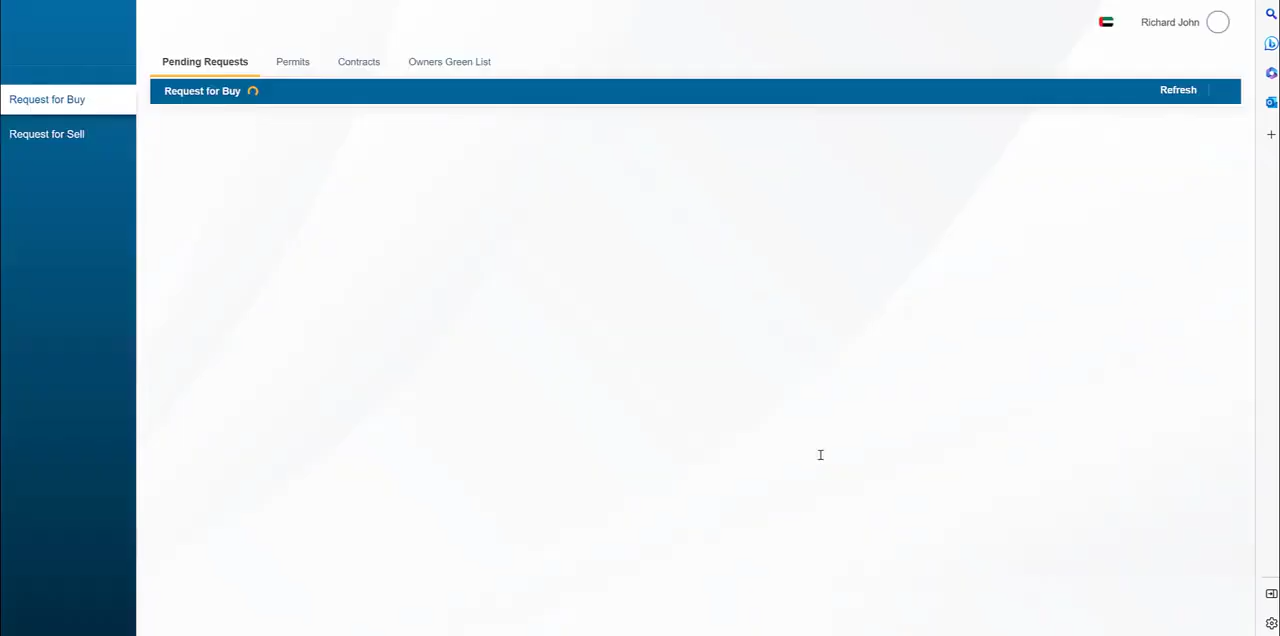 Richard John
Pending Requests Permits Contracts Owners Green List
Request for Buy Refresh
Request for Buy
Request for Sell